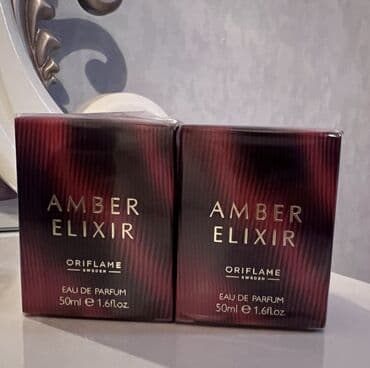 AMBER
ELIXIR
ORIFLAME
SWEDEN
EAU DE PARFUM
50ml ℮ 1.6fl.oz.
AMBER
ELIXIR
ORIFLAME
SWEDEN
EAU DE PARFUM
50ml ℮ 1.6fl.oz.